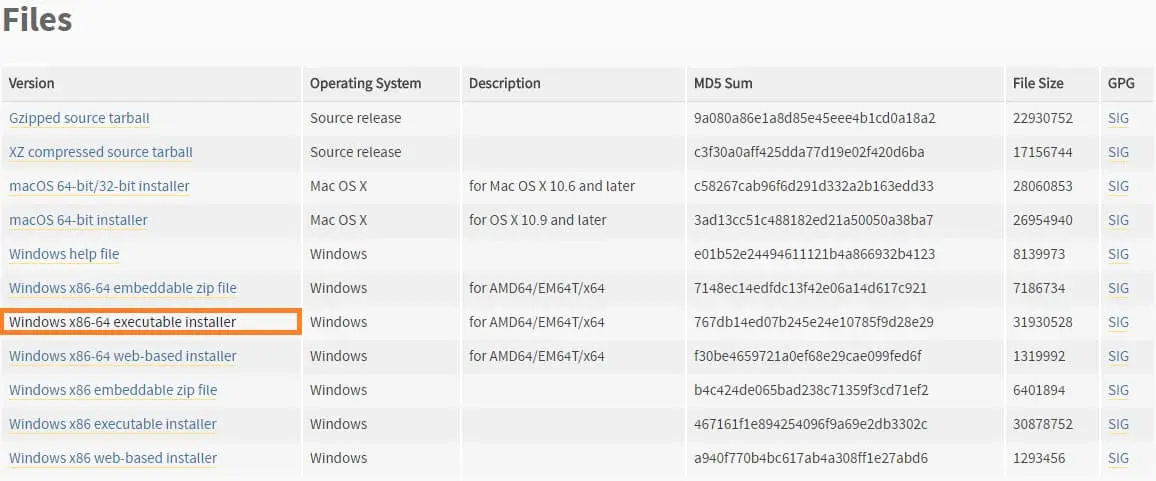 Files
Version Operating System Description MD5 Sum File Size GPG
Gzipped source tarball Source release 9a080a86e1a8d85e45eee4b1cd0a18a2 22930752 SIG
XZ compressed source tarball Source release c3f30a0aff425dda77d19e02f420d6ba 17156744 SIG
macOS 64-bit/32-bit installer Mac OS X for Mac OS X 10.6 and later c58267cab96f6d291d332a2b163edd33 28060853 SIG
macOS 64-bit installer Mac OS X for OS X 10.9 and later 3ad13cc51c488182ed21a50050a38ba7 26954940 SIG
Windows help file Windows e01b52e24494611121b4a866932b4123 8139973 SIG
Windows x86-64 embeddable zip file Windows for AMD64/EM64T/x64 7148ec14edfdc13f42e06a14d617c921 7186734 SIG
Windows x86-64 executable installer Windows for AMD64/EM64T/x64 767db14ed07b245e24e10785f9d28e29 31930528 SIG
Windows x86-64 web-based installer Windows for AMD64/EM64T/x64 f30be4659721a0ef68e29cae099fed6f 1319992 SIG
Windows x86 embeddable zip file Windows b4c424de065bad238c71359f3cd71ef2 6401894 SIG
Windows x86 executable installer Windows 467161f1e894254096f9a69e2db3302c 30878752 SIG
Windows x86 web-based installer Windows a940f770b4bc617ab4a308ff1e27abd6 1293456 SIG